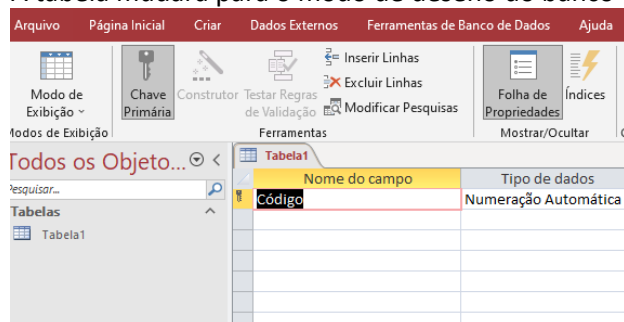 A tabela mudará para o modo de desenho do banco
Arquivo Página Inicial Criar Dados Externos Ferramentas de Banco de Dados Ajuda
Modo de Exibição
Chave Primária
Construtor
Testar Regras de Validação
Inserir Linhas
Excluir Linhas
Modificar Pesquisas
Folha de Propriedades
Índices
Modos de Exibição
Ferramentas
Mostrar/Ocultar
Todos os Objeto...
Pesquisar...
Tabelas
Tabela1
Tabela1
Nome do campo Tipo de dados
Código Numeração Automática